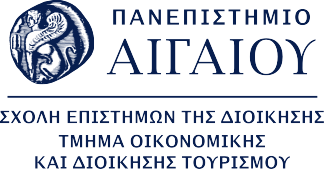 ΠΑΝΕΠΙΣΤΗΜΙΟ
ΑΙΓΑΙΟΥ
ΣΧΟΛΗ ΕΠΙΣΤΗΜΩΝ ΤΗΣ ΔΙΟΙΚΗΣΗΣ
ΤΜΗΜΑ ΟΙΚΟΝΟΜΙΚΗΣ
ΚΑΙ ΔΙΟΙΚΗΣΗΣ ΤΟΥΡΙΣΜΟΥ